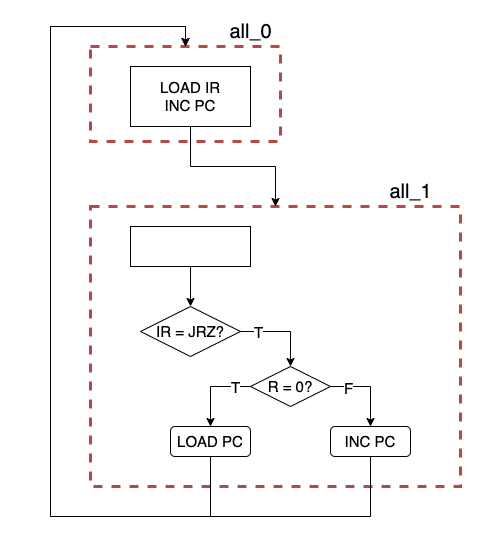 all_0
LOAD IR
INC PC
all_1
IR = JRZ?
T
R = 0?
T
F
LOAD PC
INC PC